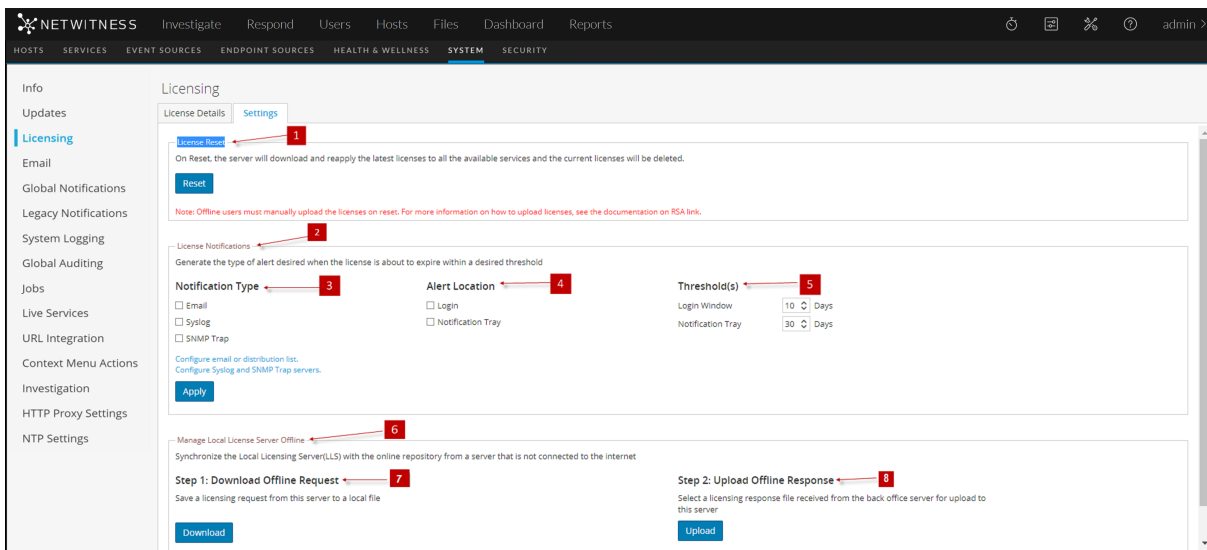 NETWITNESS Investigate Respond Users Hosts Files Dashboard Reports admin >
HOSTS SERVICES EVENT SOURCES ENDPOINT SOURCES HEALTH & WELLNESS SYSTEM SECURITY
Info
Updates
Licensing
Email
Global Notifications
Legacy Notifications
System Logging
Global Auditing
Jobs
Live Services
URL Integration
Context Menu Actions
Investigation
HTTP Proxy Settings
NTP Settings
Licensing
License Details Settings
License Reset 1
On Reset, the server will download and reapply the latest licenses to all the available services and the current licenses will be deleted.
Reset
Note: Offline users must manually upload the licenses on reset. For more information on how to upload licenses, see the documentation on RSA link.
License Notifications 2
Generate the type of alert desired when the license is about to expire within a desired threshold
Notification Type 3 Alert Location 4 Threshold(s) 5
Email Login Login Window 10 Days
Syslog Notification Tray Notification Tray 30 Days
SNMP Trap
Configure email or distribution list.
Configure Syslog and SNMP Trap servers.
Apply
Manage Local License Server Offline 6
Synchronize the Local Licensing Server(LLS) with the online repository from a server that is not connected to the internet
Step 1: Download Offline Request 7 Step 2: Upload Offline Response 8
Save a licensing request from this server to a local file Select a licensing response file received from the back office server for upload to
this server
Download Upload